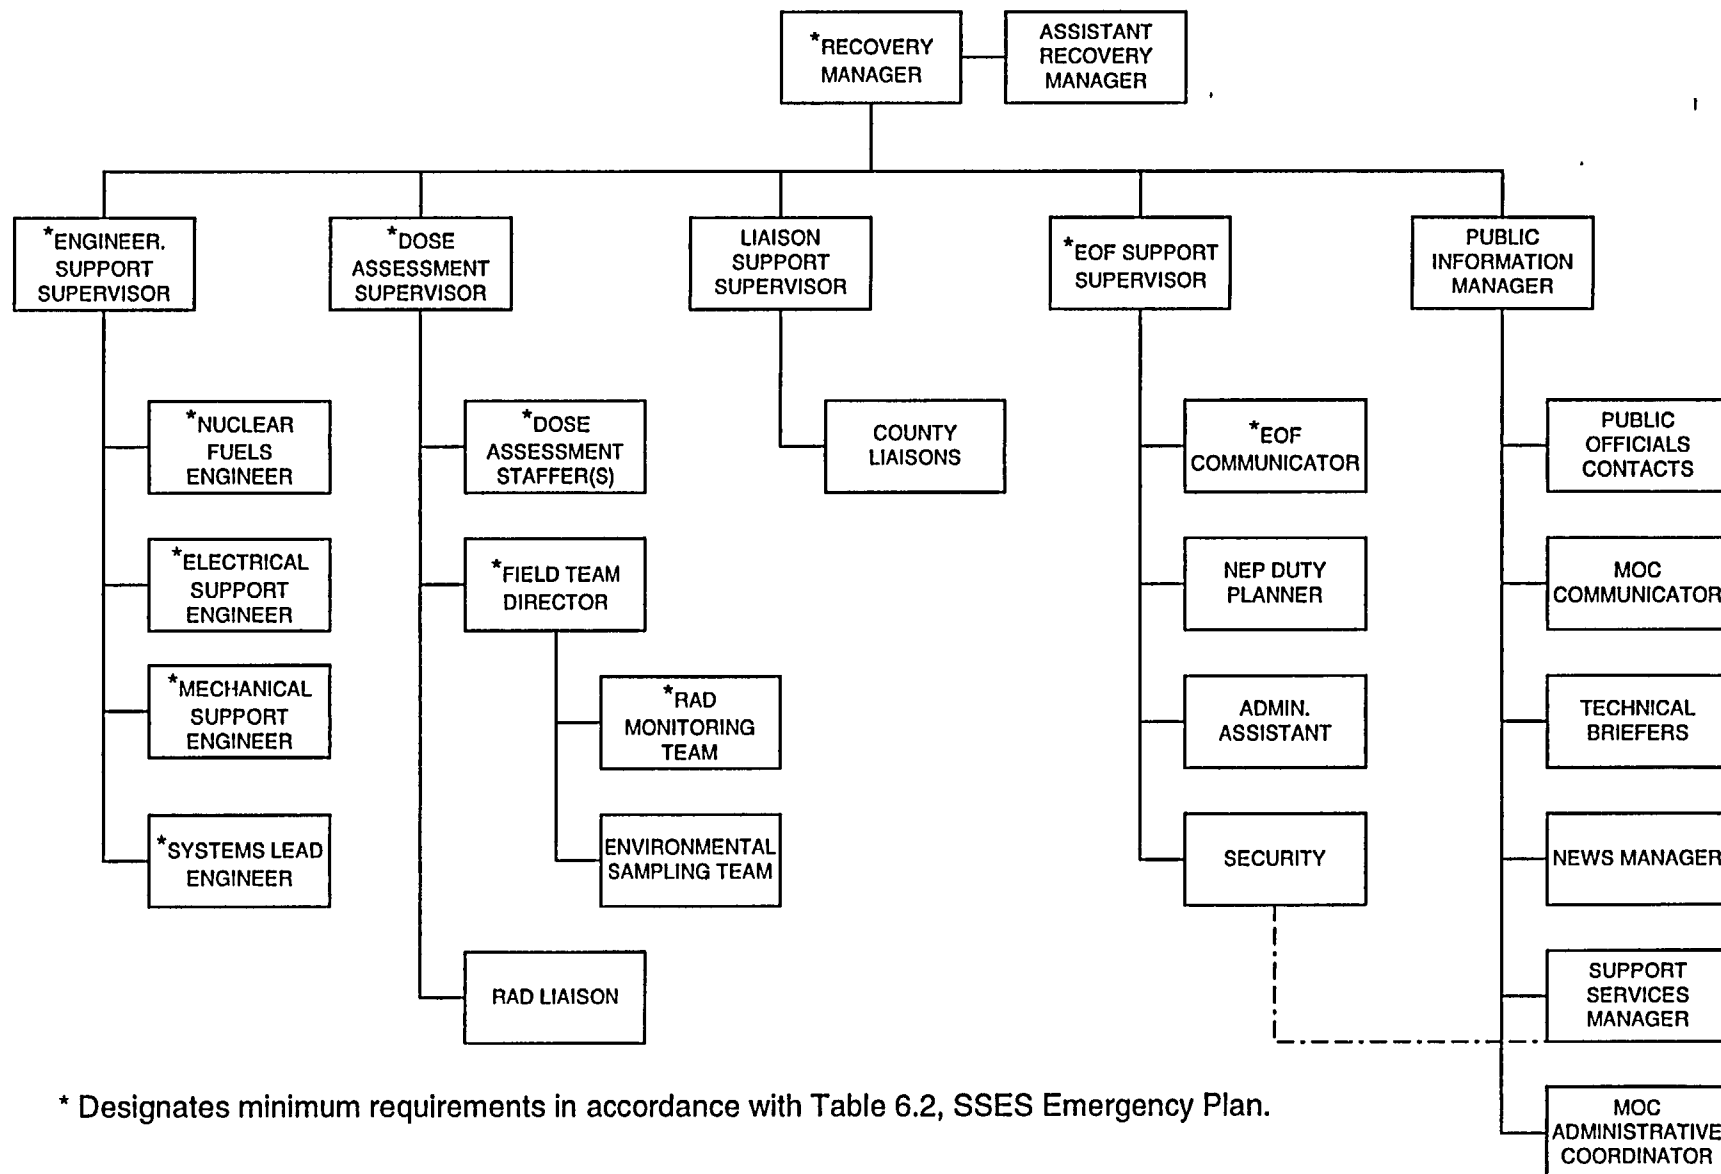 *RECOVERY
MANAGER
ASSISTANT
RECOVERY
MANAGER
*ENGINEER.
SUPPORT
SUPERVISOR
*DOSE
ASSESSMENT
SUPERVISOR
LIAISON
SUPPORT
SUPERVISOR
*EOF SUPPORT
SUPERVISOR
PUBLIC
INFORMATION
MANAGER
*NUCLEAR
FUELS
ENGINEER
*DOSE
ASSESSMENT
STAFFER(S)
COUNTY
LIAISONS
*EOF
COMMUNICATOR
PUBLIC
OFFICIALS
CONTACTS
*ELECTRICAL
SUPPORT
ENGINEER
*FIELD TEAM
DIRECTOR
NEP DUTY
PLANNER
MOC
COMMUNICATOR
*MECHANICAL
SUPPORT
ENGINEER
*RAD
MONITORING
TEAM
ADMIN.
ASSISTANT
TECHNICAL
BRIEFERS
*SYSTEMS LEAD
ENGINEER
ENVIRONMENTAL
SAMPLING TEAM
SECURITY
NEWS MANAGER
RAD LIAISON
SUPPORT
SERVICES
MANAGER
MOC
ADMINISTRATIVE
COORDINATOR
* Designates minimum requirements in accordance with Table 6.2, SSES Emergency Plan.